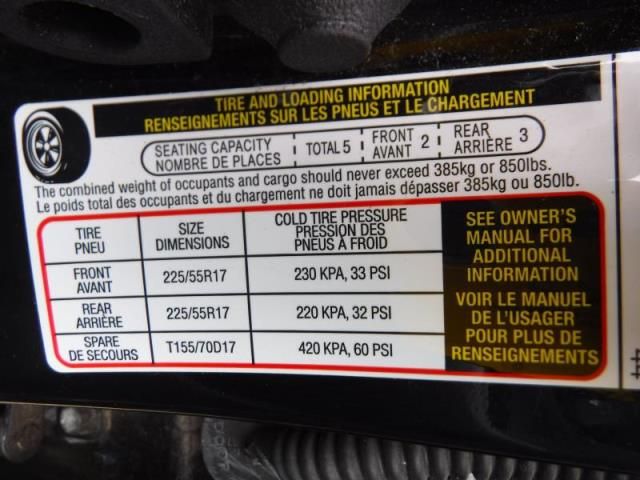 TIRE AND LOADING INFORMATION
RENSEIGNEMENTS SUR LES PNEUS ET LE CHARGEMENT
SEATING CAPACITY
NOMBRE DE PLACES
TOTAL 5
FRONT
AVANT 2
REAR
ARRIÈRE 3
The combined weight of occupants and cargo should never exceed 385kg or 850lbs.
Le poids total des occupants et du chargement ne doit jamais dépasser 385kg ou 850lb.
TIRE
PNEU
SIZE
DIMENSIONS
COLD TIRE PRESSURE
PRESSION DES
PNEUS À FROID
FRONT
AVANT
225/55R17
230 KPA, 33 PSI
REAR
ARRIÈRE
225/55R17
220 KPA, 32 PSI
SPARE
DE SECOURS
T155/70D17
420 KPA, 60 PSI
SEE OWNER'S
MANUAL FOR
ADDITIONAL
INFORMATION
VOIR LE MANUEL
DE L'USAGER
POUR PLUS DE
RENSEIGNEMENTS